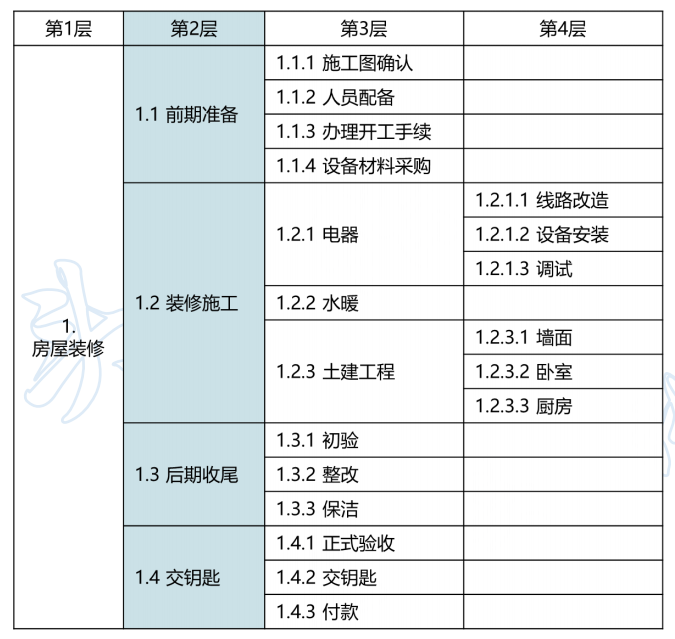 第1层 第2层 第3层 第4层
1.1.1 施工图确认
1.1.2 人员配备
1.1 前期准备
1.1.3 办理开工手续
1.1.4 设备材料采购
1.2.1.1 线路改造
1.2.1 电器 1.2.1.2 设备安装
1.2.1.3 调试
1.2 装修施工 1.2.2 水暖
1.
房屋装修
1.2.3.1 墙面
1.2.3 土建工程 1.2.3.2 卧室
1.2.3.3 厨房
1.3.1 初验
1.3 后期收尾 1.3.2 整改
1.3.3 保洁
1.4.1 正式验收
1.4 交钥匙 1.4.2 交钥匙
1.4.3 付款